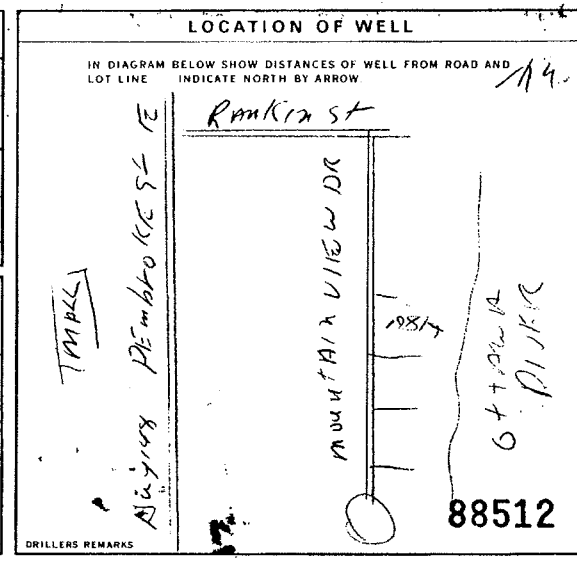 LOCATION OF WELL
IN DIAGRAM BELOW SHOW DISTANCES OF WELL FROM ROAD AND
LOT LINE INDICATE NORTH BY ARROW.
Rankin St
PEmbroKE St E
MALL
MOUNTAIN VIEW DR
OttAWA
RIVER
88512
DRILLERS REMARKS